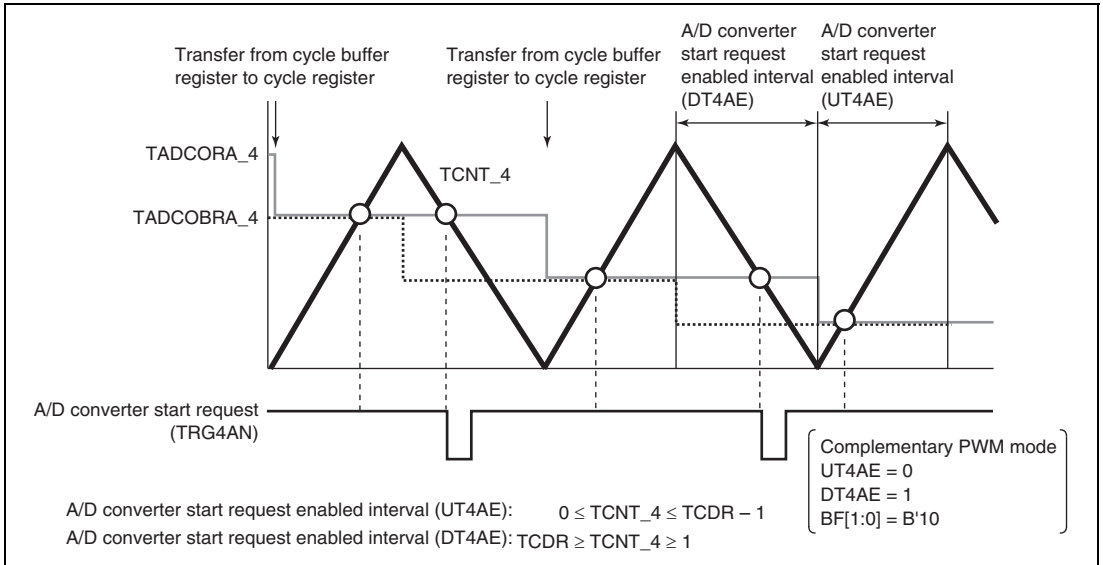 Transfer from cycle buffer
register to cycle register
Transfer from cycle buffer
register to cycle register
A/D converter
start request
enabled interval
(DT4AE)
A/D converter
start request
enabled interval
(UT4AE)
TADCORA_4
TCNT_4
TADCOBRA_4
A/D converter start request
(TRG4AN)
Complementary PWM mode
UT4AE = 0
DT4AE = 1
BF[1:0] = B'10
A/D converter start request enabled interval (UT4AE): 0 ≤ TCNT_4 ≤ TCDR – 1
A/D converter start request enabled interval (DT4AE): TCDR ≥ TCNT_4 ≥ 1